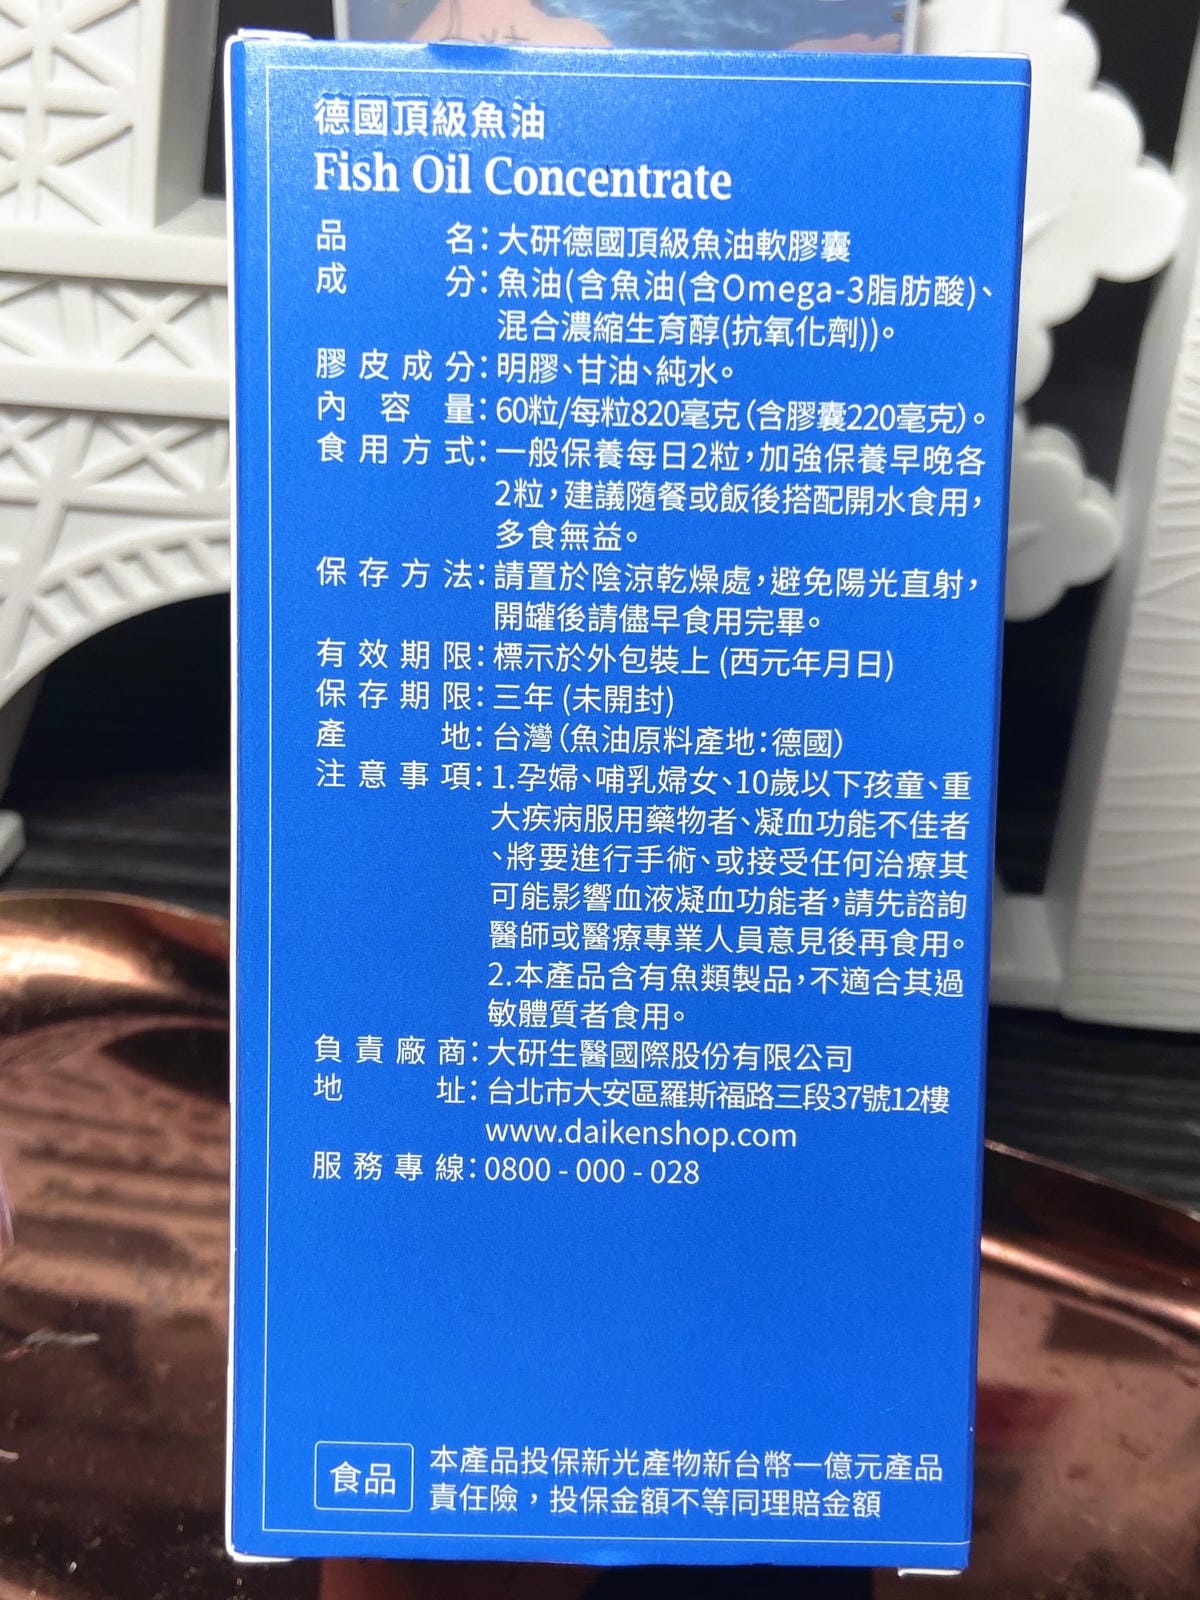 德國頂級魚油
Fish Oil Concentrate
品名：大研德國頂級魚油軟膠囊
成分：魚油(含魚油(含Omega-3脂肪酸)、
混合濃縮生育醇(抗氧化劑))。
膠皮成分：明膠、甘油、純水。
內容量：60粒/每粒820毫克(含膠囊220毫克)。
食用方式：一般保養每日2粒，加強保養早晚各
2粒，建議隨餐或飯後搭配開水食用，
多食無益。
保存方法：請置於陰涼乾燥處，避免陽光直射，
開罐後請儘早食用完畢。
有效期限：標示於外包裝上 (西元年月日)
保存期限：三年 (未開封)
產地：台灣(魚油原料產地：德國)
注意事項：1.孕婦、哺乳婦女、10歲以下孩童、重
大疾病服用藥物者、凝血功能不佳者
、將要進行手術、或接受任何治療其
可能影響血液凝血功能者，請先諮詢
醫師或醫療專業人員意見後再食用。
2.本產品含有魚類製品，不適合其過
敏體質者食用。
負責廠商：大研生醫國際股份有限公司
地址：台北市大安區羅斯福路三段37號12樓
www.daikenshop.com
服務專線：0800 - 000 - 028
食品
本產品投保新光產物新台幣一億元產品
責任險，投保金額不等同理賠金額